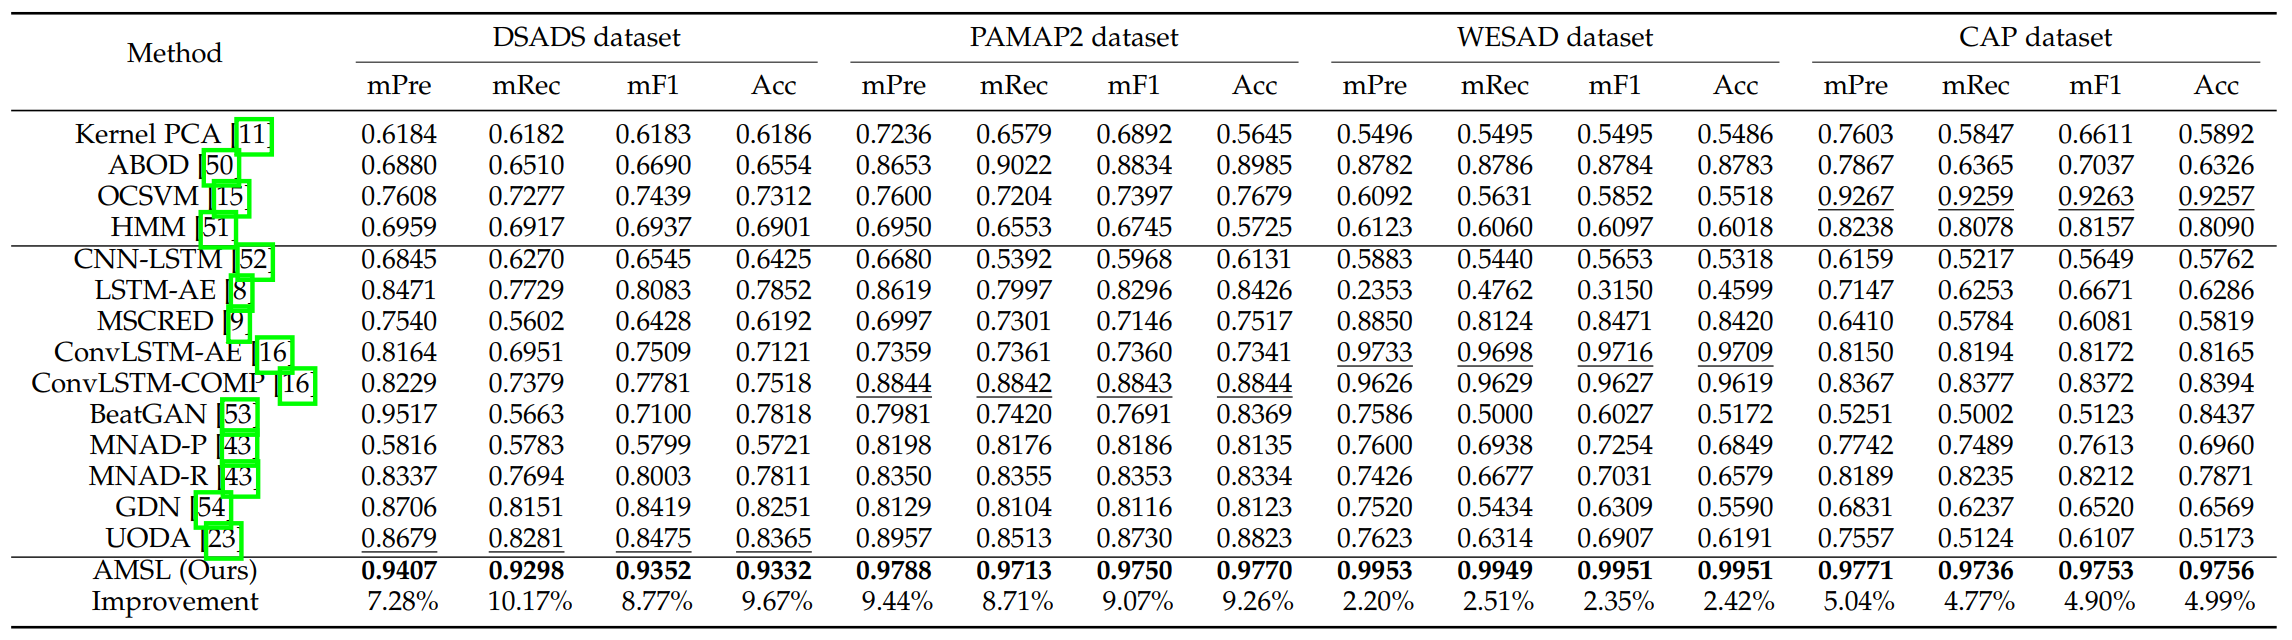 Method DSADS dataset PAMAP2 dataset WESAD dataset CAP dataset
mPre mRec mF1 Acc mPre mRec mF1 Acc mPre mRec mF1 Acc mPre mRec mF1 Acc
Kernel PCA [11] 0.6184 0.6182 0.6183 0.6186 0.7236 0.6579 0.6892 0.5645 0.5496 0.5495 0.5495 0.5486 0.7603 0.5847 0.6611 0.5892
ABOD [50] 0.6880 0.6510 0.6690 0.6554 0.8653 0.9022 0.8834 0.8985 0.8782 0.8786 0.8784 0.8783 0.7867 0.6365 0.7037 0.6326
OCSVM [15] 0.7608 0.7277 0.7439 0.7312 0.7600 0.7204 0.7397 0.7679 0.6092 0.5631 0.5852 0.5518 0.9267 0.9259 0.9263 0.9257
HMM [51] 0.6959 0.6917 0.6937 0.6901 0.6950 0.6553 0.6745 0.5725 0.6123 0.6060 0.6097 0.6018 0.8238 0.8078 0.8157 0.8090
CNN-LSTM [52] 0.6845 0.6270 0.6545 0.6425 0.6680 0.5392 0.5968 0.6131 0.5883 0.5440 0.5653 0.5318 0.6159 0.5217 0.5649 0.5762
LSTM-AE [8] 0.8471 0.7729 0.8083 0.7852 0.8619 0.7997 0.8296 0.8426 0.2353 0.4762 0.3150 0.4599 0.7147 0.6253 0.6671 0.6286
MSCRED [9] 0.7540 0.5602 0.6428 0.6192 0.6997 0.7301 0.7146 0.7517 0.8850 0.8124 0.8471 0.8420 0.6410 0.5784 0.6081 0.5819
ConvLSTM-AE [16] 0.8164 0.6951 0.7509 0.7121 0.7359 0.7361 0.7360 0.7341 0.9733 0.9698 0.9716 0.9709 0.8150 0.8194 0.8172 0.8165
ConvLSTM-COMP [16] 0.8229 0.7379 0.7781 0.7518 0.8844 0.8842 0.8843 0.8844 0.9626 0.9629 0.9627 0.9619 0.8367 0.8377 0.8372 0.8394
BeatGAN [53] 0.9517 0.5663 0.7100 0.7818 0.7981 0.7420 0.7691 0.8369 0.7586 0.5000 0.6027 0.5172 0.5251 0.5002 0.5123 0.8437
MNAD-P [43] 0.5816 0.5783 0.5799 0.5721 0.8198 0.8176 0.8186 0.8135 0.7600 0.6938 0.7254 0.6849 0.7742 0.7489 0.7613 0.6960
MNAD-R [43] 0.8337 0.7694 0.8003 0.7811 0.8350 0.8355 0.8353 0.8334 0.7426 0.6677 0.7031 0.6579 0.8189 0.8235 0.8212 0.7871
GDN [54] 0.8706 0.8151 0.8419 0.8251 0.8129 0.8104 0.8116 0.8123 0.7520 0.5434 0.6309 0.5590 0.6831 0.6237 0.6520 0.6569
UODA [23] 0.8679 0.8281 0.8475 0.8365 0.8957 0.8513 0.8730 0.8823 0.7623 0.6314 0.6907 0.6191 0.7557 0.5124 0.6107 0.5173
AMSL (Ours) 0.9407 0.9298 0.9352 0.9332 0.9788 0.9713 0.9750 0.9770 0.9953 0.9949 0.9951 0.9951 0.9771 0.9736 0.9753 0.9756
Improvement 7.28% 10.17% 8.77% 9.67% 9.44% 8.71% 9.07% 9.26% 2.20% 2.51% 2.35% 2.42% 5.04% 4.77% 4.90% 4.99%